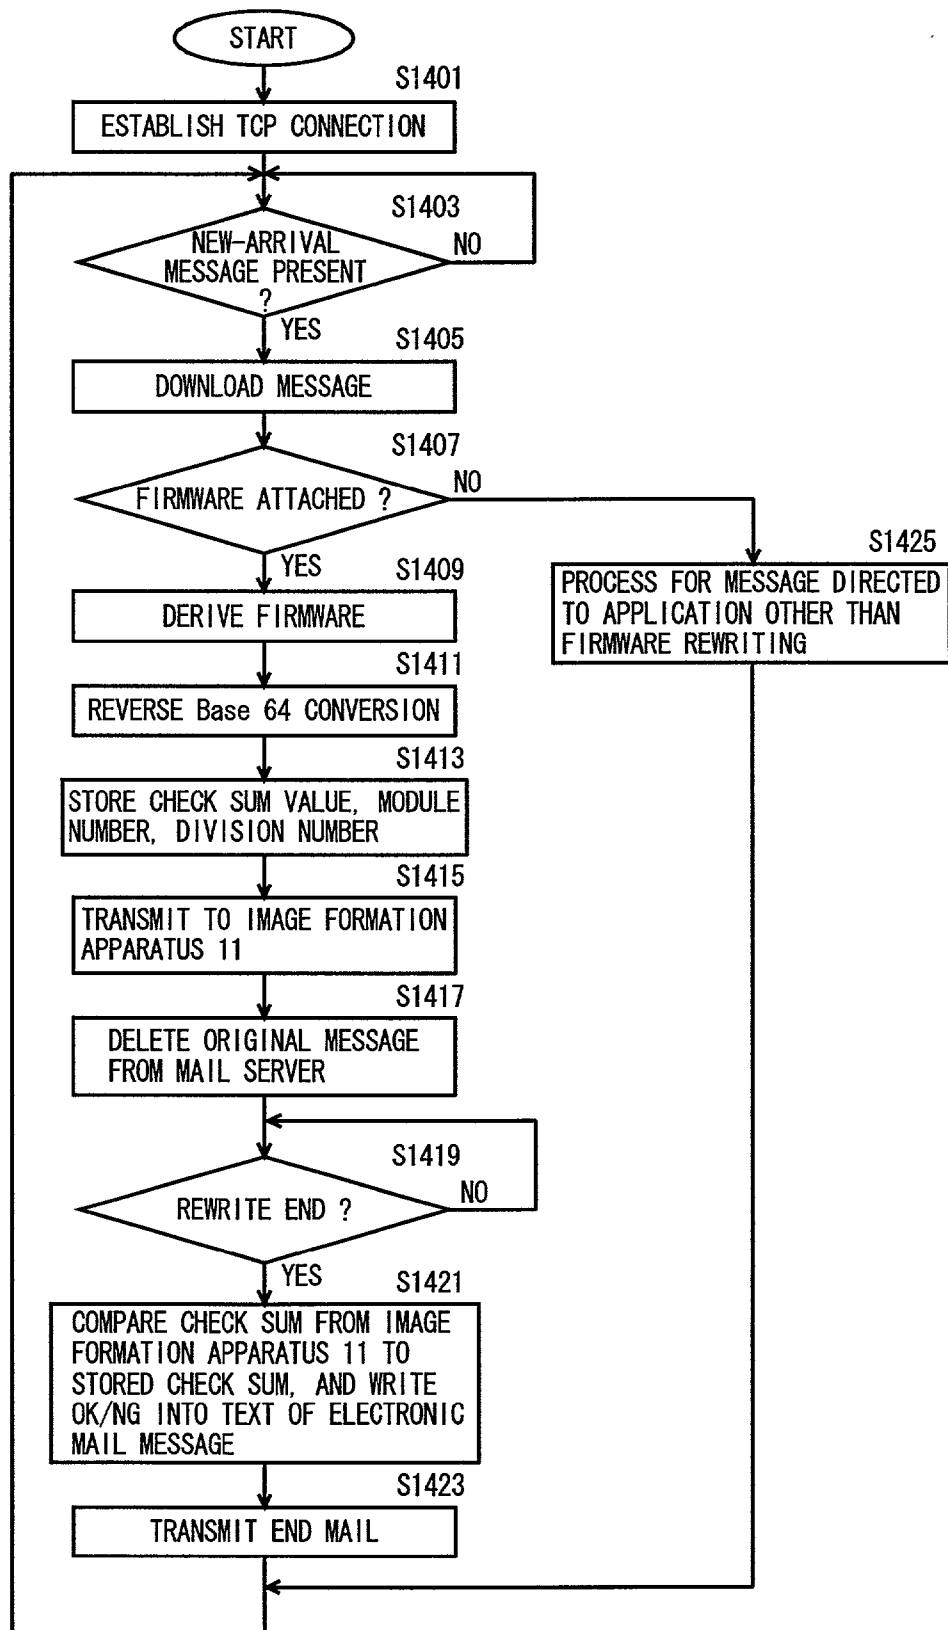 START
S1401
ESTABLISH TCP CONNECTION
S1403
NEW-ARRIVAL
MESSAGE PRESENT
?
NO
YES
S1405
DOWNLOAD MESSAGE
S1407
FIRMWARE ATTACHED ?
NO
YES
S1409
DERIVE FIRMWARE
S1425
PROCESS FOR MESSAGE DIRECTED
TO APPLICATION OTHER THAN
FIRMWARE REWRITING
S1411
REVERSE Base 64 CONVERSION
S1413
STORE CHECK SUM VALUE, MODULE
NUMBER, DIVISION NUMBER
S1415
TRANSMIT TO IMAGE FORMATION
APPARATUS 11
S1417
DELETE ORIGINAL MESSAGE
FROM MAIL SERVER
S1419
REWRITE END ?
NO
YES
S1421
COMPARE CHECK SUM FROM IMAGE
FORMATION APPARATUS 11 TO
STORED CHECK SUM, AND WRITE
OK/NG INTO TEXT OF ELECTRONIC
MAIL MESSAGE
S1423
TRANSMIT END MAIL